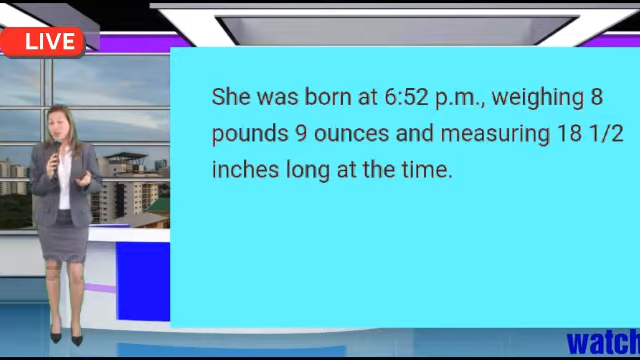 LIVE
She was born at 6:52 p.m., weighing 8
pounds 9 ounces and measuring 18 1/2
inches long at the time.
watch